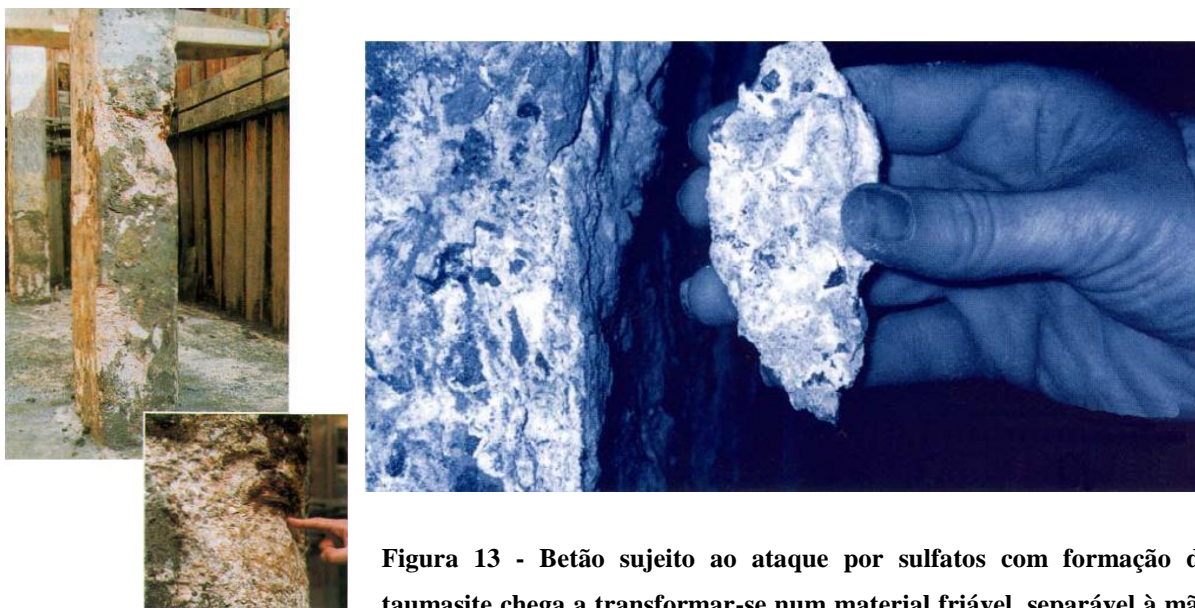 Figura 13 - Betão sujeito ao ataque por sulfatos com formação
taumasite chega a transformar-se num material friável, separável à